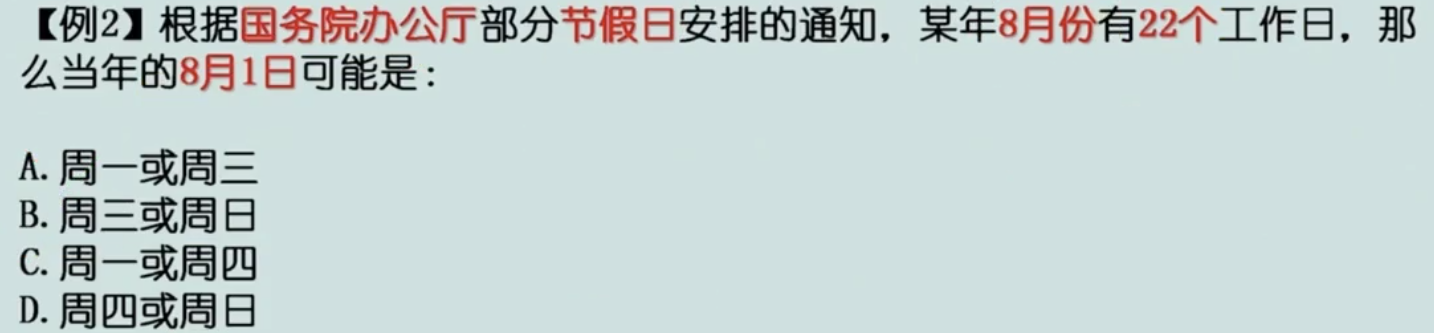 【例2】根据国务院办公厅部分节假日安排的通知，某年8月份有22个工作日，那
么当年的8月1日可能是：
A. 周一或周三
B. 周三或周日
C. 周一或周四
D. 周四或周日